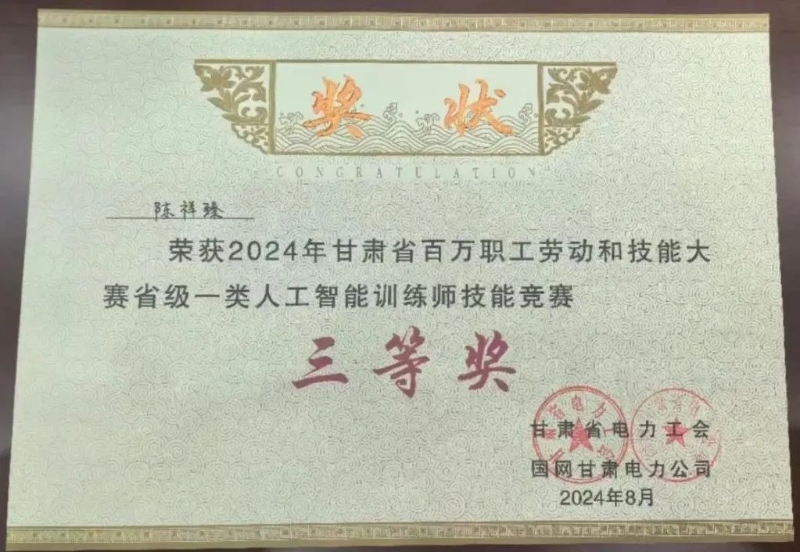 奖状
CONGRATULATION
陈祥臻
荣获2024年甘肃省百万职工劳动和技能大
赛省级一类人工智能训练师技能竞赛
三等奖
甘肃省电力工会
国网甘肃电力公司
2024年8月